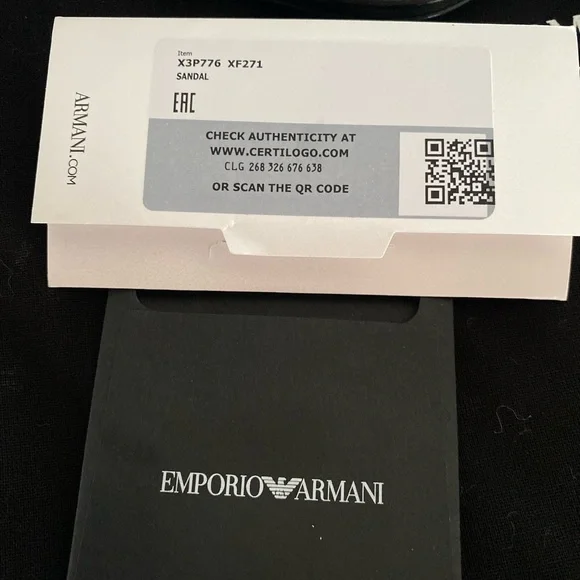 Item
X3P776 XF271
SANDAL
EAC
CHECK AUTHENTICITY AT
WWW.CERTILOGO.COM
CLG 268 326 676 638
OR SCAN THE QR CODE
ARMANI.COM
EMPORIO ARMANI